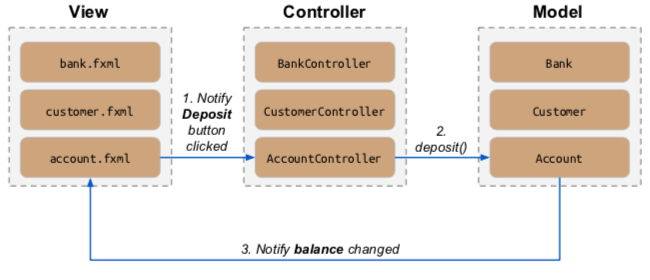 View
Controller
Model
bank.fxml
BankController
Bank
1. Notify
Deposit
button
clicked
customer.fxml
CustomerController
Customer
2.
deposit()
account.fxml
AccountController
Account
3. Notify balance changed